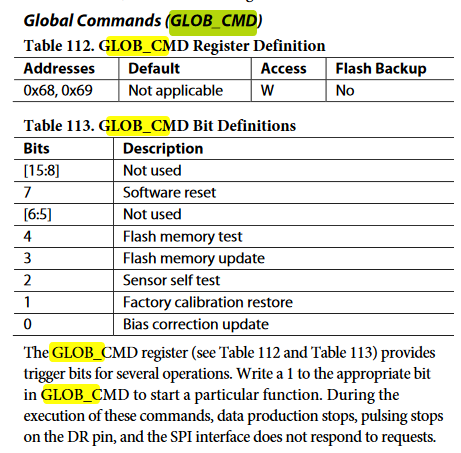 Global Commands (GLOB_CMD)
Table 112. GLOB_CMD Register Definition
Addresses Default Access Flash Backup
0x68, 0x69 Not applicable W No
Table 113. GLOB_CMD Bit Definitions
Bits Description
[15:8] Not used
7 Software reset
[6:5] Not used
4 Flash memory test
3 Flash memory update
2 Sensor self test
1 Factory calibration restore
0 Bias correction update
The GLOB_CMD register (see Table 112 and Table 113) provides
trigger bits for several operations. Write a 1 to the appropriate bit
in GLOB_CMD to start a particular function. During the
execution of these commands, data production stops, pulsing stops
on the DR pin, and the SPI interface does not respond to requests.